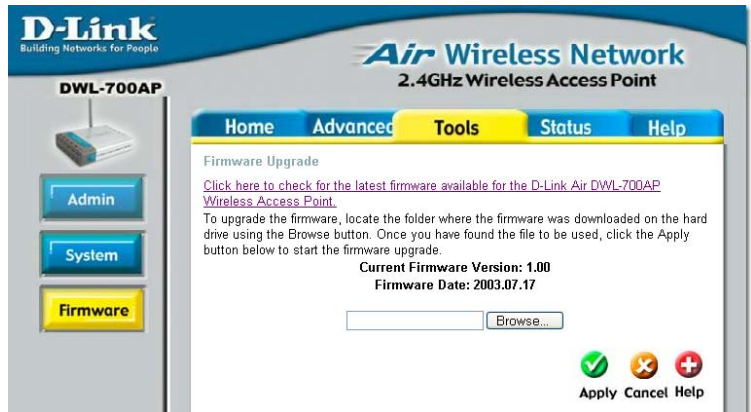 D-Link
Building Networks for People
Air Wireless Network
2.4GHz Wireless Access Point
DWL-700AP
Home Advanced Tools Status Help
Admin
System
Firmware
Firmware Upgrade
Click here to check for the latest firmware available for the D-Link Air DWL-700AP
Wireless Access Point.
To upgrade the firmware, locate the folder where the firmware was downloaded on the hard
drive using the Browse button. Once you have found the file to be used, click the Apply
button below to start the firmware upgrade.
Current Firmware Version: 1.00
Firmware Date: 2003.07.17
Browse...
Apply Cancel Help